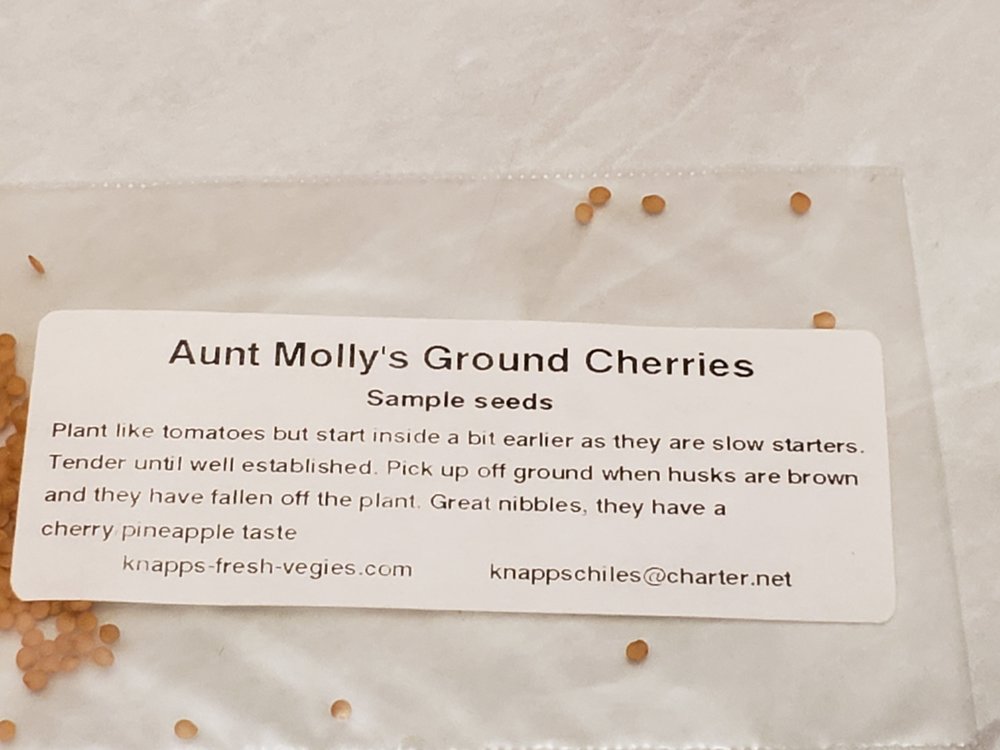 Aunt Molly's Ground Cherries
Sample seeds
Plant like tomatoes but start inside a bit earlier as they are slow starters.
Tender until well established. Pick up off ground when husks are brown
and they have fallen off the plant. Great nibbles, they have a
cherry pineapple taste
knapps-fresh-vegies.com knappschiles@charter.net